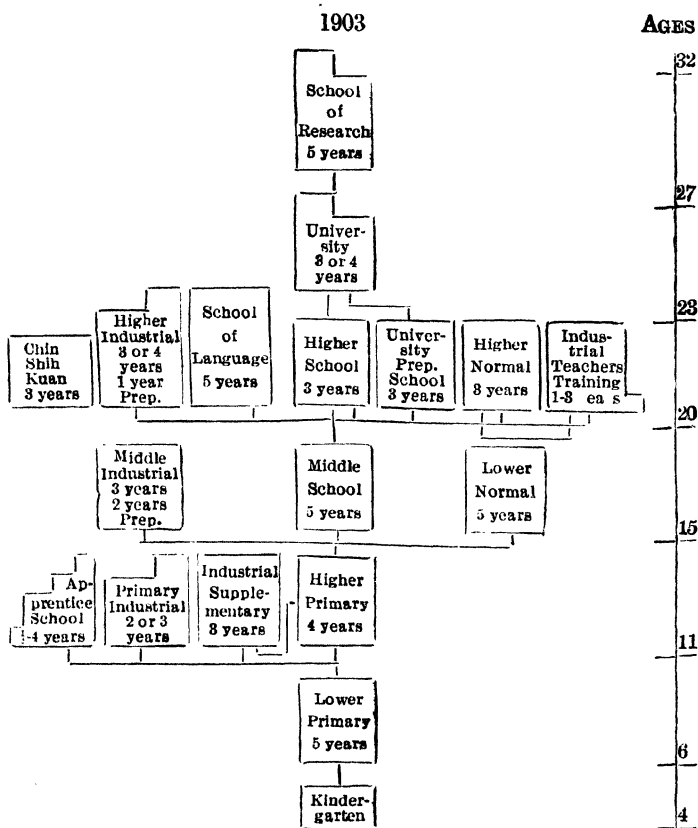 1903
AGES
32
School
of
Research
5 years
27
Univer-
sity
3 or 4
years
23
Chin
Shih
Kuan
3 years
Higher
Industrial
3 or 4
years
1 year
Prep.
School
of
Language
5 years
Higher
School
3 years
Univer-
sity
Prep.
School
3 years
Higher
Normal
3 years
Indus-
trial
Teachers
Training
1-3
20
Middle
Industrial
3 years
2 years
Prep.
Middle
School
5 years
Lower
Normal
5 years
15
Ap-
prentice
School
-4 years
Primary
Industrial
2 or 3
years
Industrial
Supple-
mentary
3 years
Higher
Primary
4 years
11
Lower
Primary
5 years
6
Kinder-
garten
4